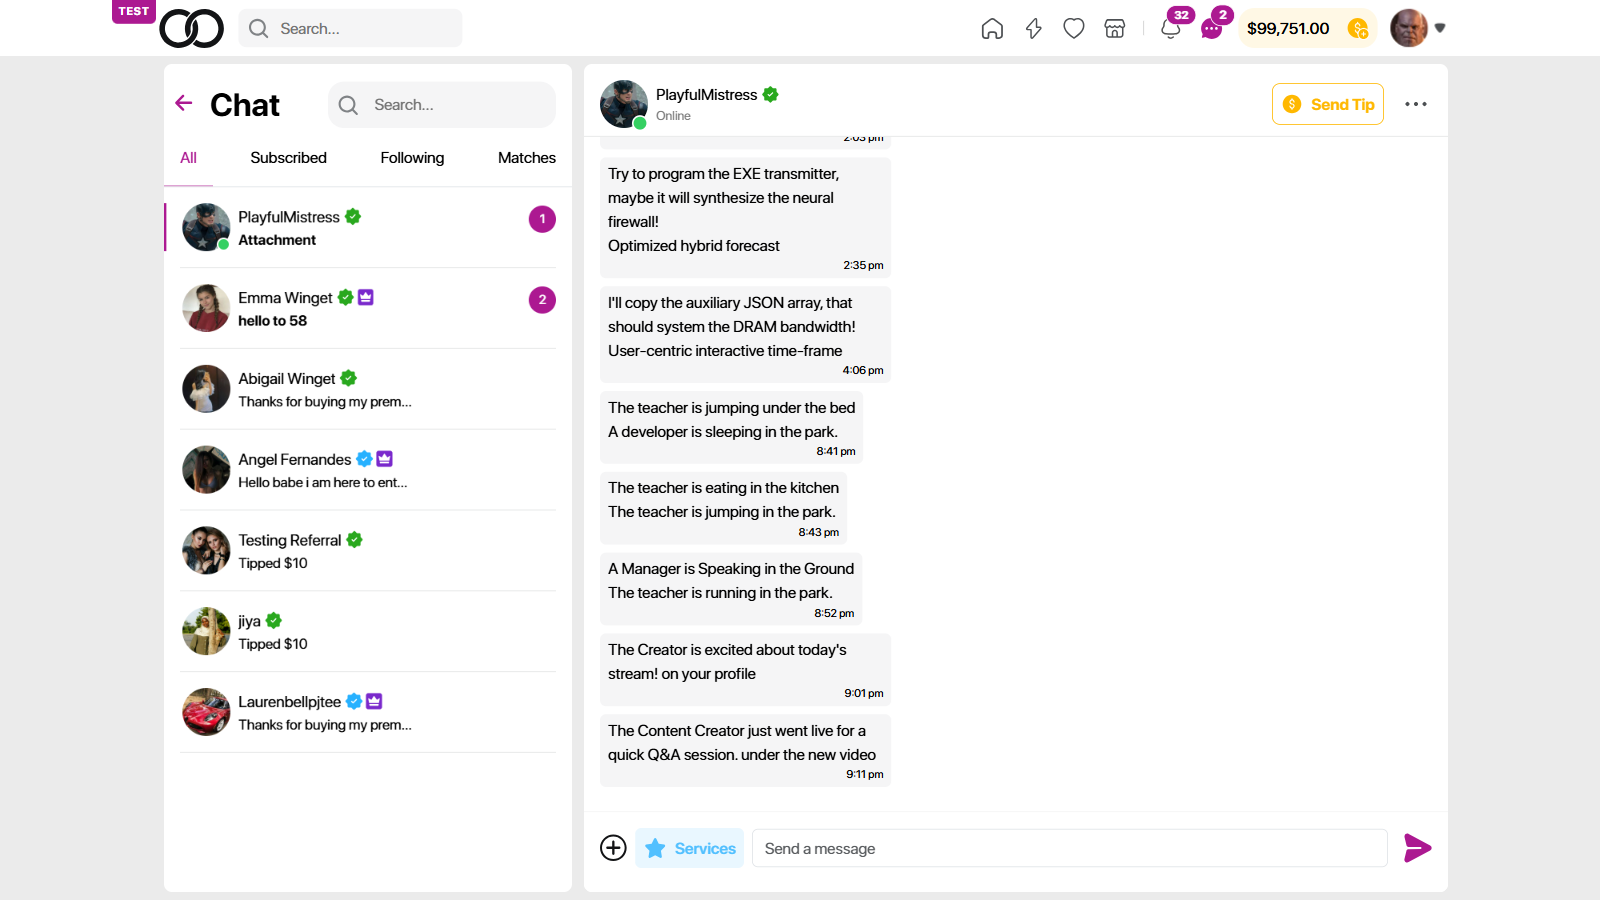 TEST
Search...
32
2
$99,751.00
Chat
Search...
All
Subscribed
Following
Matches
PlayfulMistress
Attachment
1
Emma Winget
hello to 58
2
Abigail Winget
Thanks for buying my prem...
Angel Fernandes
Hello babe i am here to ent...
Testing Referral
Tipped $10
jiya
Tipped $10
Laurenbellpjtee
Thanks for buying my prem...
PlayfulMistress
Online
Send Tip
2:03 pm
Try to program the EXE transmitter,
maybe it will synthesize the neural
firewall!
Optimized hybrid forecast
2:35 pm
I'll copy the auxiliary JSON array, that
should system the DRAM bandwidth!
User-centric interactive time-frame
4:06 pm
The teacher is jumping under the bed
A developer is sleeping in the park.
8:41 pm
The teacher is eating in the kitchen
The teacher is jumping in the park.
8:43 pm
A Manager is Speaking in the Ground
The teacher is running in the park.
8:52 pm
The Creator is excited about today's
stream! on your profile
9:01 pm
The Content Creator just went live for a
quick Q&A session. under the new video
9:11 pm
Services
Send a message